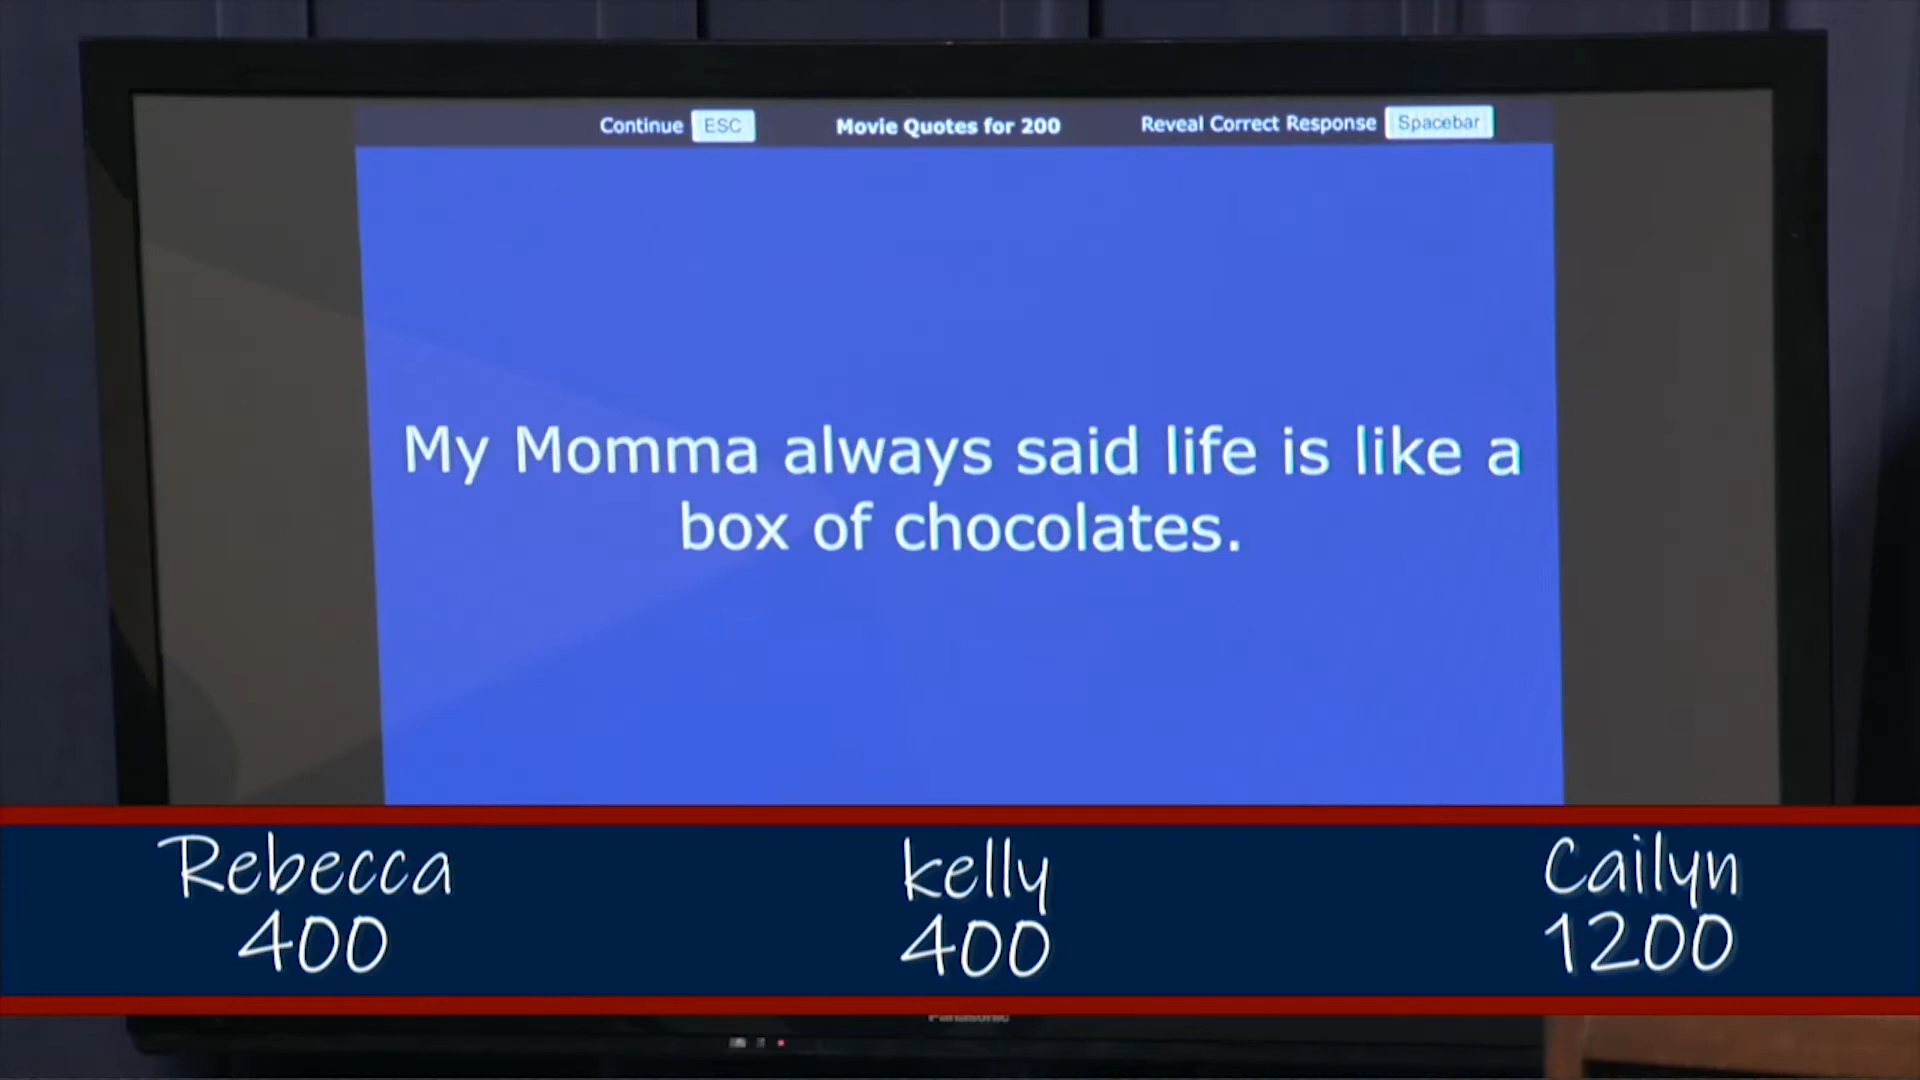 Continue ESC Movie Quotes for 200 Reveal Correct Response Spacebar
My Momma always said life is like a
box of chocolates.
Rebecca kelly Cailyn
400 400 1200
Panasonic